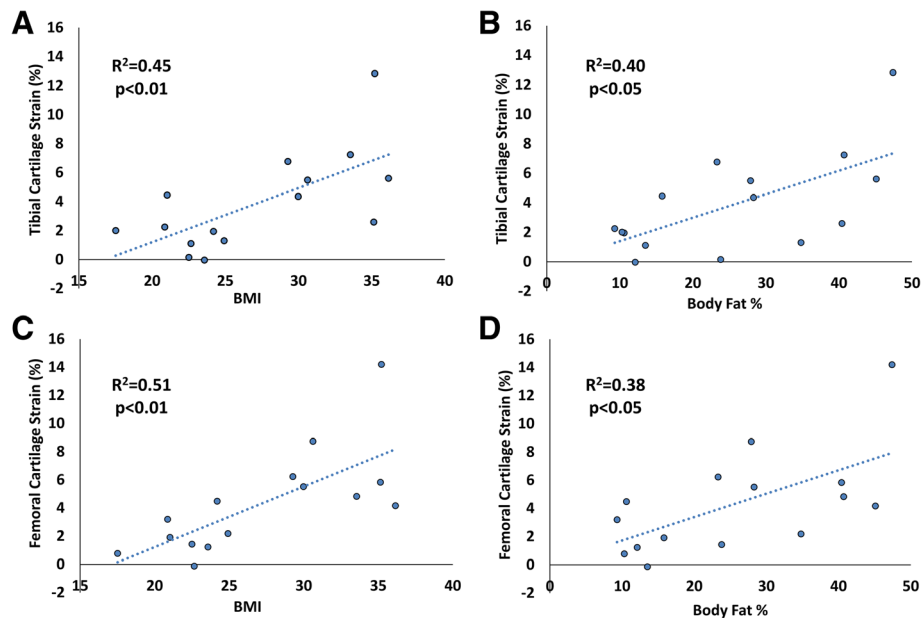 A
R²=0.45
p<0.01
Tibial Cartilage Strain (%)
16
14
12
10
8
6
4
2
0
-2
15 20 25 30 35 40
BMI
B
R²=0.40
p<0.05
Tibial Cartilage Strain (%)
16
14
12
10
8
6
4
2
0
-2
0 10 20 30 40 50
Body Fat %
C
R²=0.51
p<0.01
Femoral Cartilage Strain (%)
16
14
12
10
8
6
4
2
0
-2
15 20 25 30 35 40
BMI
D
R²=0.38
p<0.05
Femoral Cartilage Strain (%)
16
14
12
10
8
6
4
2
0
-2
0 10 20 30 40 50
Body Fat %